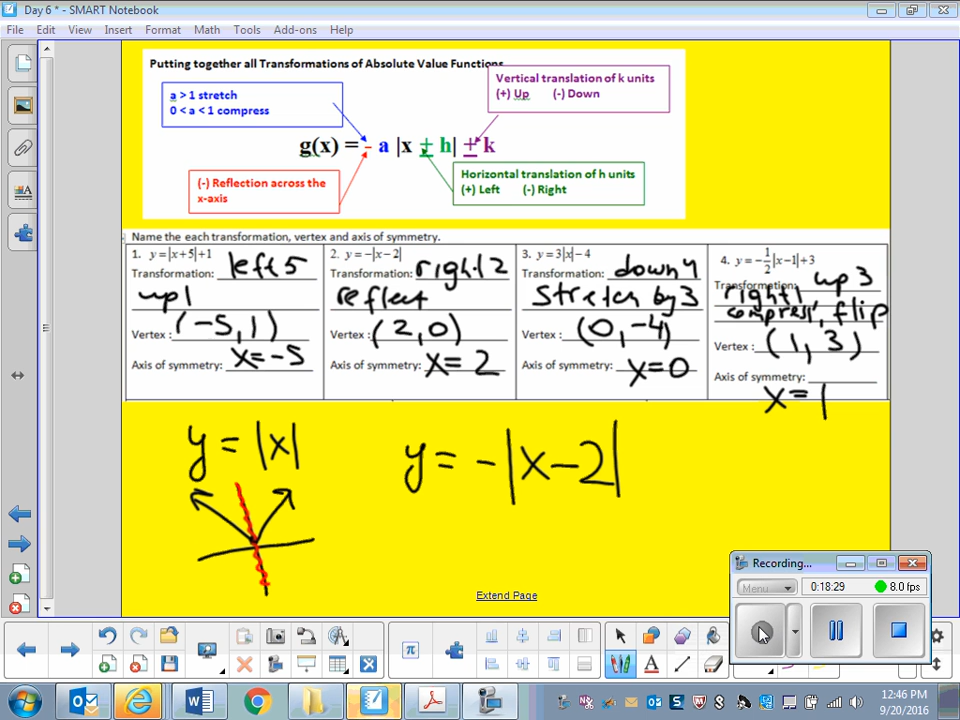 Day 6 * - SMART Notebook
File Edit View Insert Format Math Tools Add-ons Help
Putting together all Transformations of Absolute Value Functions
a > 1 stretch
0 < a < 1 compress
Vertical translation of k units
(+) Up (-) Down
g(x) = - a |x + h| + k
(-) Reflection across the
x-axis
Horizontal translation of h units
(+) Left (-) Right
Name the each transformation, vertex and axis of symmetry.
1. y = |x+5|+1
Transformation: left 5
up 1
Vertex: (-5, 1)
Axis of symmetry: x=-5
2. y = -|x-2|
Transformation: right 2
reflect
Vertex: (2, 0)
Axis of symmetry: x = 2
3. y = 3|x|-4
Transformation: down 4
Stretch by 3
Vertex: (0, -4)
Axis of symmetry: x=0
4. y = -1/2|x-1|+3
Transformation: up 3
right 1
compress, flip
Vertex: (1, 3)
Axis of symmetry:
x = 1
y = |x|
y = -|x-2|
Extend Page
Recording...
Menu 0:18:29 8.0 fps
12:46 PM
9/20/2016